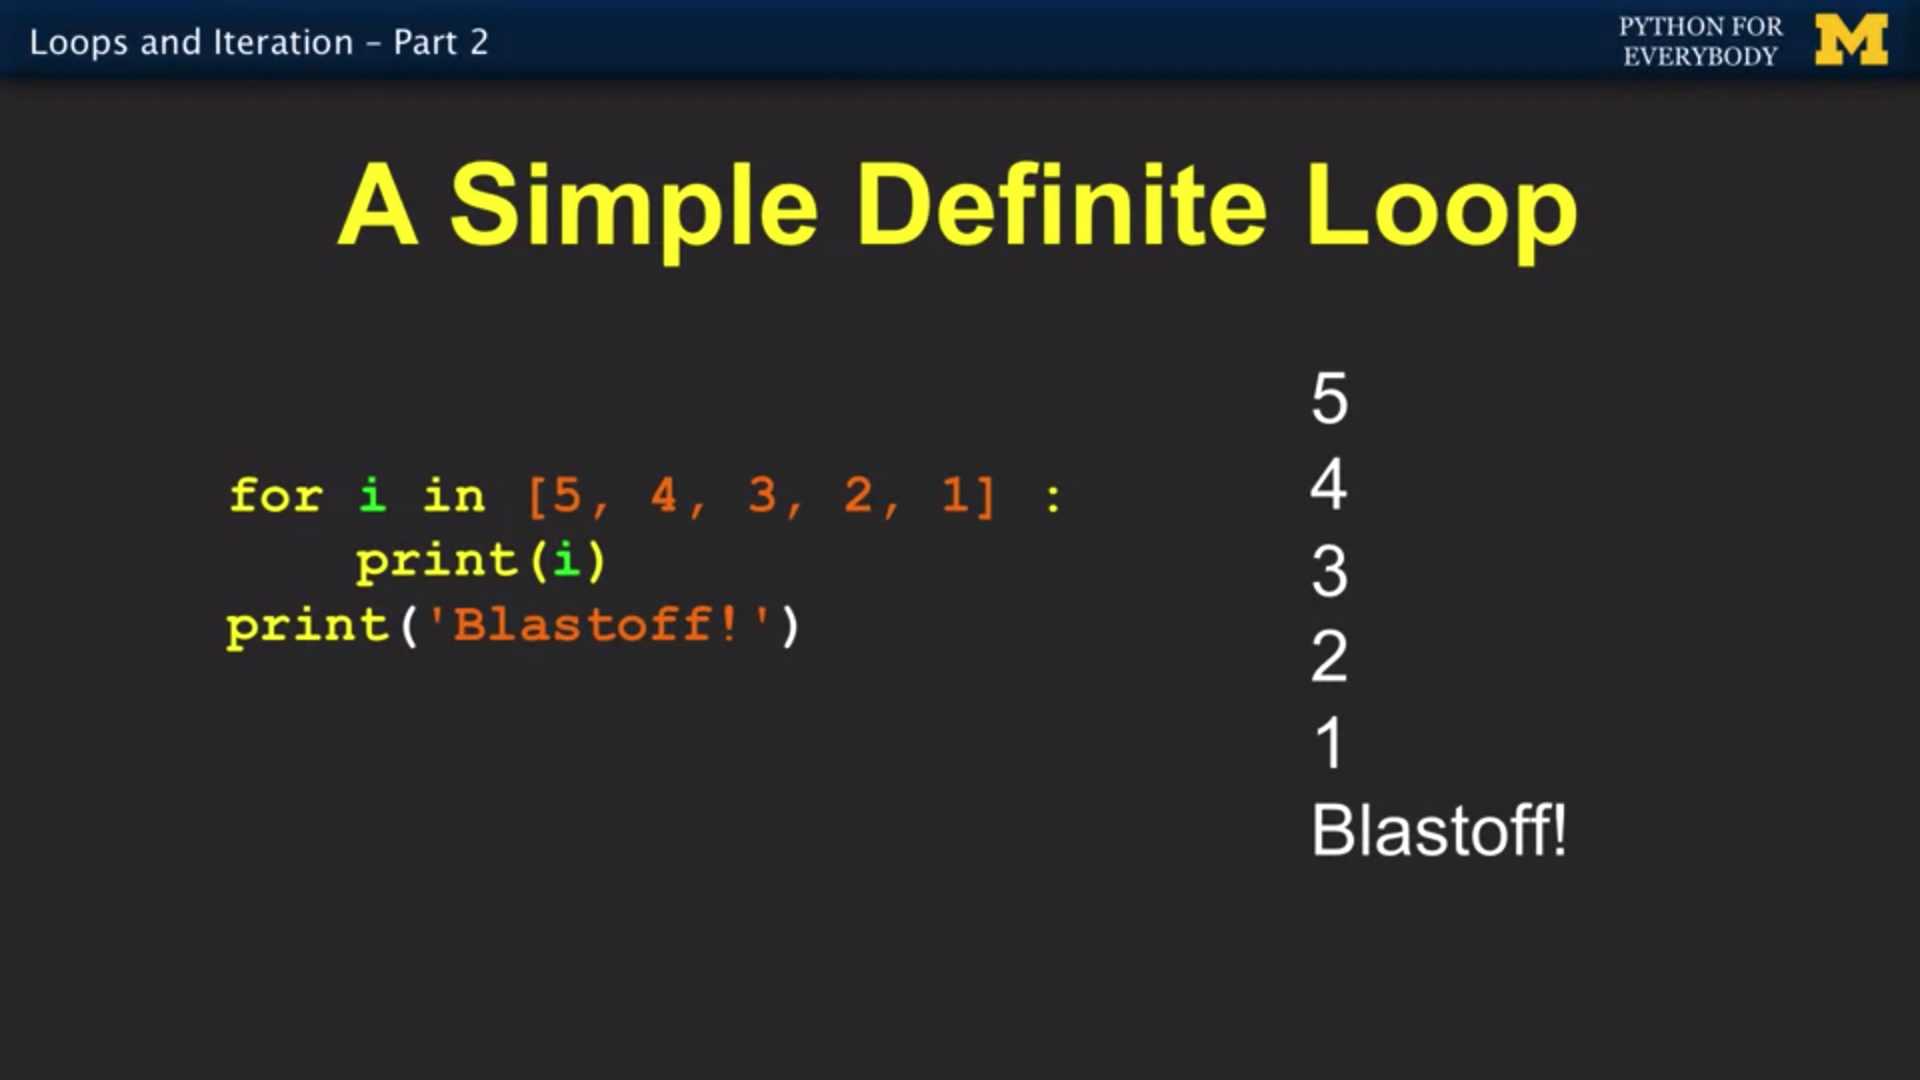 Loops and Iteration – Part 2
PYTHON FOR
EVERYBODY
M
A Simple Definite Loop
for i in [5, 4, 3, 2, 1] :
    print(i)
print('Blastoff!')
5
4
3
2
1
Blastoff!